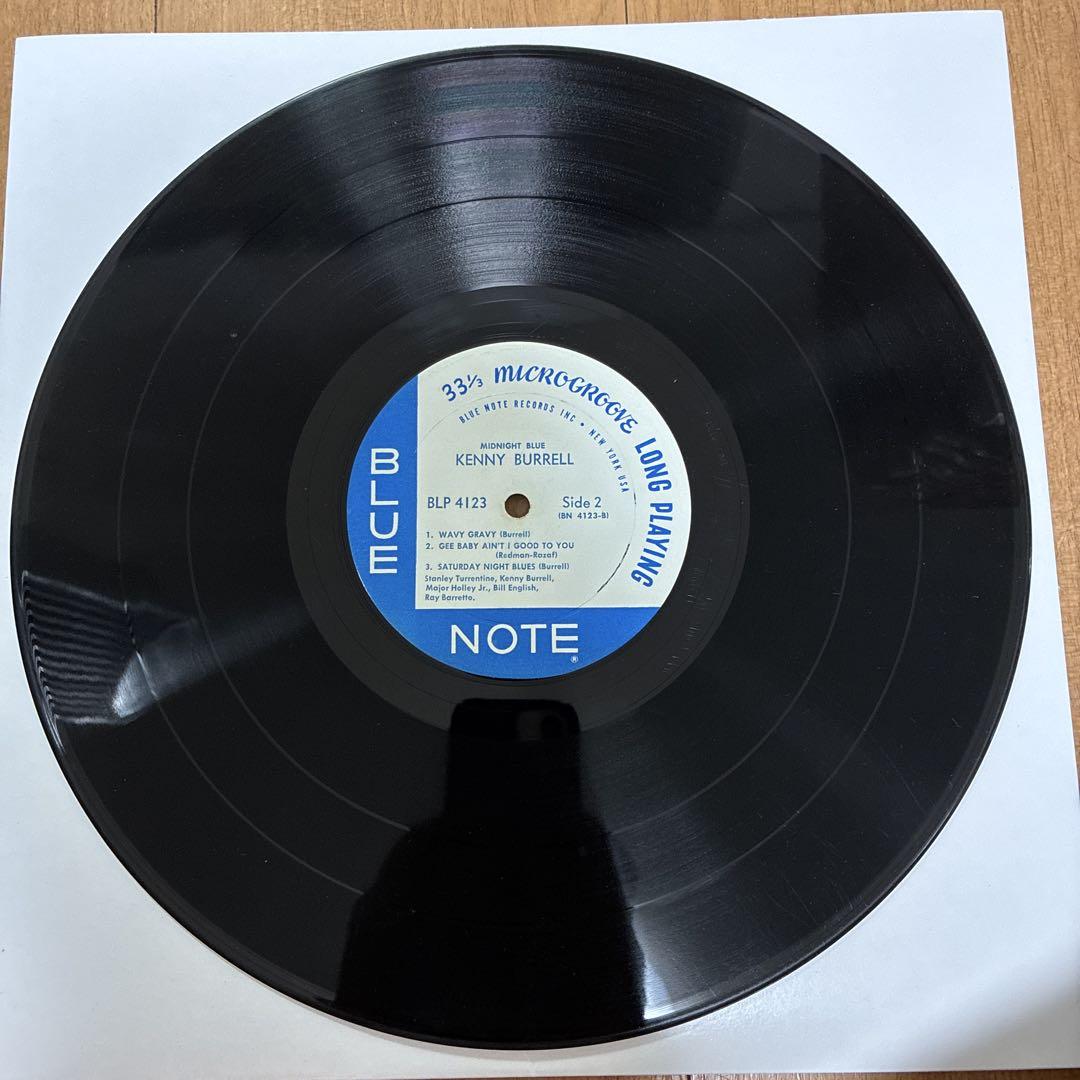 33⅓ MICROGROOVE LONG PLAYING
BLUE NOTE RECORDS INC • NEW YORK USA
MIDNIGHT BLUE
KENNY BURRELL
BLP 4123
Side 2
(BN 4123-B)
1. WAVY GRAVY (Burrell)
2. GEE BABY AIN'T I GOOD TO YOU
(Redman-Razaf)
3. SATURDAY NIGHT BLUES (Burrell)
Stanley Turrentine, Kenny Burrell,
Major Holley Jr., Bill English,
Ray Barretto.
BLUE
NOTE®